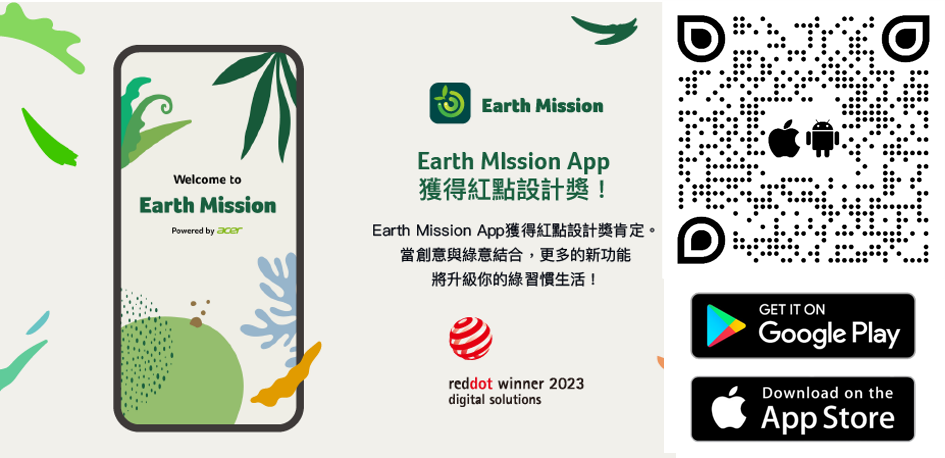 Welcome to
Earth Mission
Powered by acer
Earth Mission
Earth MIssion App
獲得紅點設計獎！
Earth Mission App獲得紅點設計獎肯定。
當創意與綠意結合，更多的新功能
將升級你的綠習慣生活！
reddot winner 2023
digital solutions
GET IT ON
Google Play
Download on the
App Store